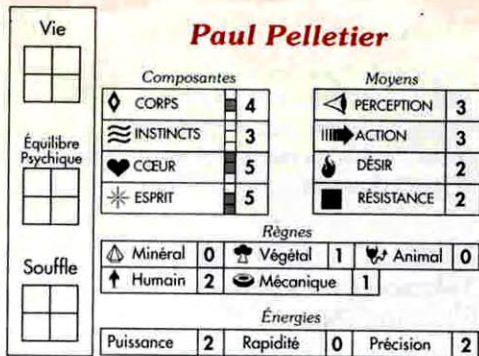 Vie
Équilibre
Psychique
Souffle
Paul Pelletier
Composantes
CORPS 4
INSTINCTS 3
CŒUR 5
ESPRIT 5
Moyens
PERCEPTION 3
ACTION 3
DÉSIR 2
RÉSISTANCE 2
Règnes
Minéral 0 Végétal 1 Animal 0
Humain 2 Mécanique 1
Énergies
Puissance 2 Rapidité 0 Précision 2